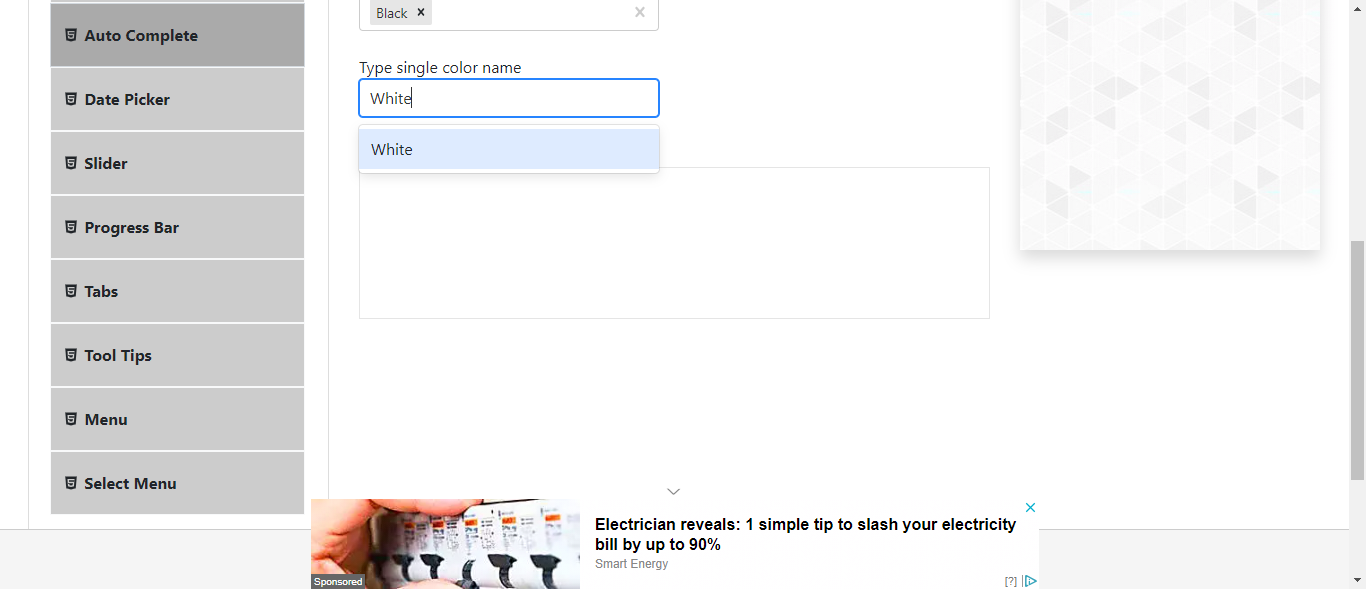 Auto Complete
Date Picker
Slider
Progress Bar
Tabs
Tool Tips
Menu
Select Menu
Black ×
×
Type single color name
White
White
Electrician reveals: 1 simple tip to slash your electricity
bill by up to 90%
Smart Energy
Sponsored
[?]